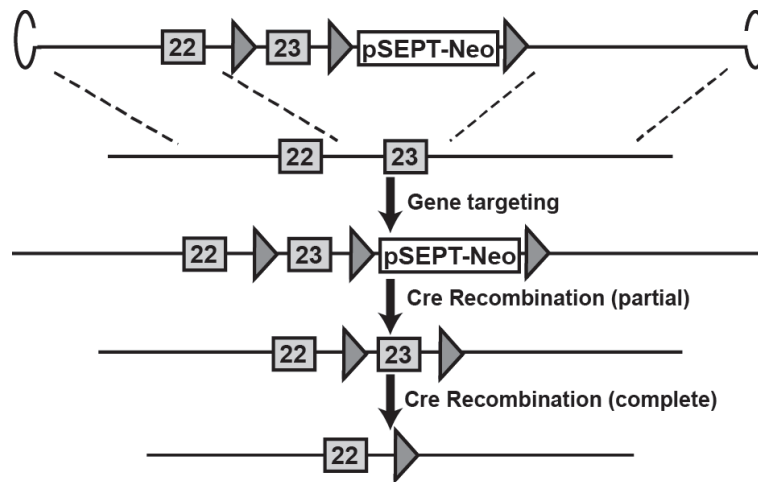 22 23 pSEPT-Neo
22 23
Gene targeting
22 23 pSEPT-Neo
Cre Recombination (partial)
22 23
Cre Recombination (complete)
22